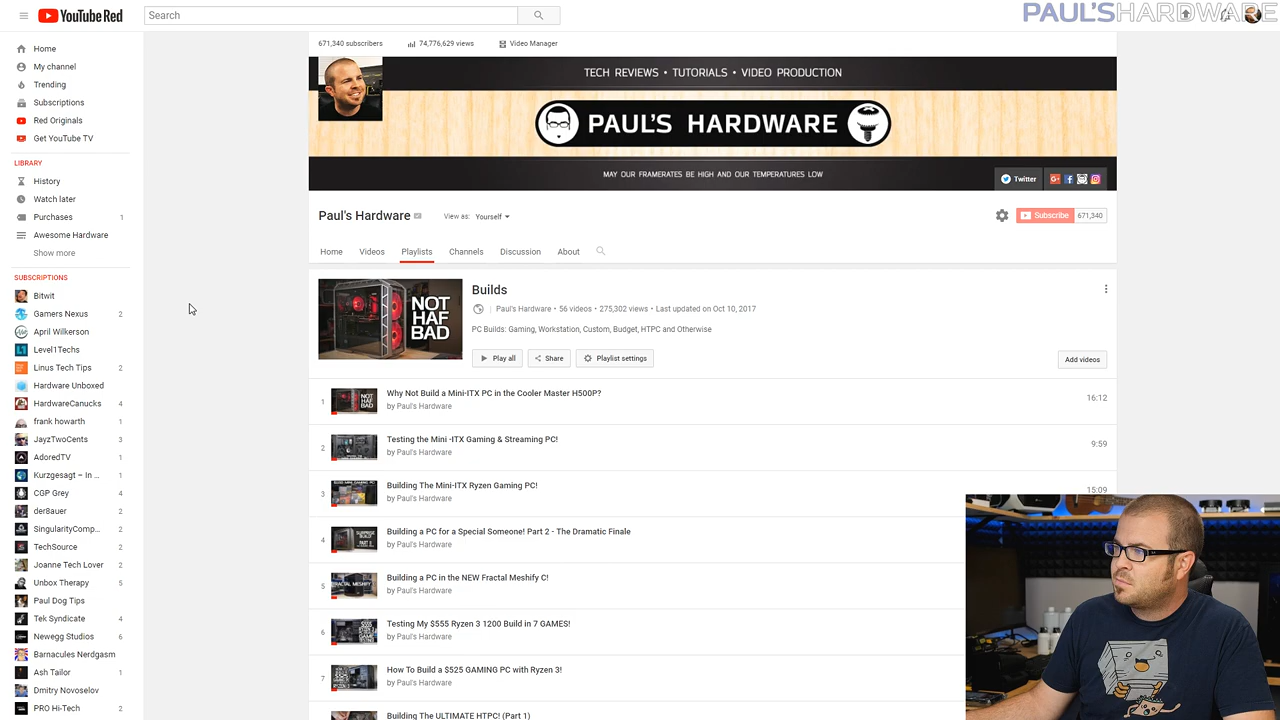 YouTube Red
Search
PAUL'SHARDWARE
Home
My channel
Trending
Subscriptions
Red Originals
Get YouTube TV
LIBRARY
History
Watch later
Purchases 1
Awesome Hardware
Show more
SUBSCRIPTIONS
Bitwit
Gamers Nexus 2
April Wilkerson
Level1Techs
Linus Tech Tips 2
Hardware Unboxed
HardwareCanucks 4
frank howarth 1
JayzTwoCents 3
AdoredTV 1
Kurzgesagt – In ... 1
CGP Grey 4
der8auer 2
SingularityComp... 2
TechSource 2
Joanne Tech Lover 2
Unbox Therapy 5
Paul Dog Tips
Tek Syndicate 4
Newegg Studios 6
Barnacules Nerdgasm
Ash Tailor 1
Dmitry Novoselov
PRO Hi-Tech 2
671,340 subscribers 74,776,629 views Video Manager
TECH REVIEWS • TUTORIALS • VIDEO PRODUCTION
PAUL'S HARDWARE
MAY OUR FRAMERATES BE HIGH AND OUR TEMPERATURES LOW
Twitter
Paul's Hardware View as: Yourself
Subscribe 671,340
Home Videos Playlists Channels Discussion About
NOT
HAF
BAD
Builds
Paul's Hardware • 56 videos • 275,302 views • Last updated on Oct 10, 2017
PC Builds: Gaming, Workstation, Custom, Budget, HTPC and Otherwise
Play all Share Playlist settings Add videos
1 Why Not Build a Mini-ITX PC in the Cooler Master H500P? 16:12
by Paul's Hardware
2 Testing the Mini -ITX Gaming & Streaming PC! 9:59
by Paul's Hardware
3 Building The Mini-ITX Ryzen Gaming PC! 15:09
by Paul's Hardware
4 Building a PC for a Special Someone! Part 2 - The Dramatic Finale
by Paul's Hardware
5 Building a PC in the NEW Fractal Meshify C!
by Paul's Hardware
6 Testing My $555 Ryzen 3 1200 Build in 7 GAMES!
by Paul's Hardware
7 How To Build a $525 GAMING PC with Ryzen 3!
by Paul's Hardware
Building The ULTIMATE HTPC! (Part 1)